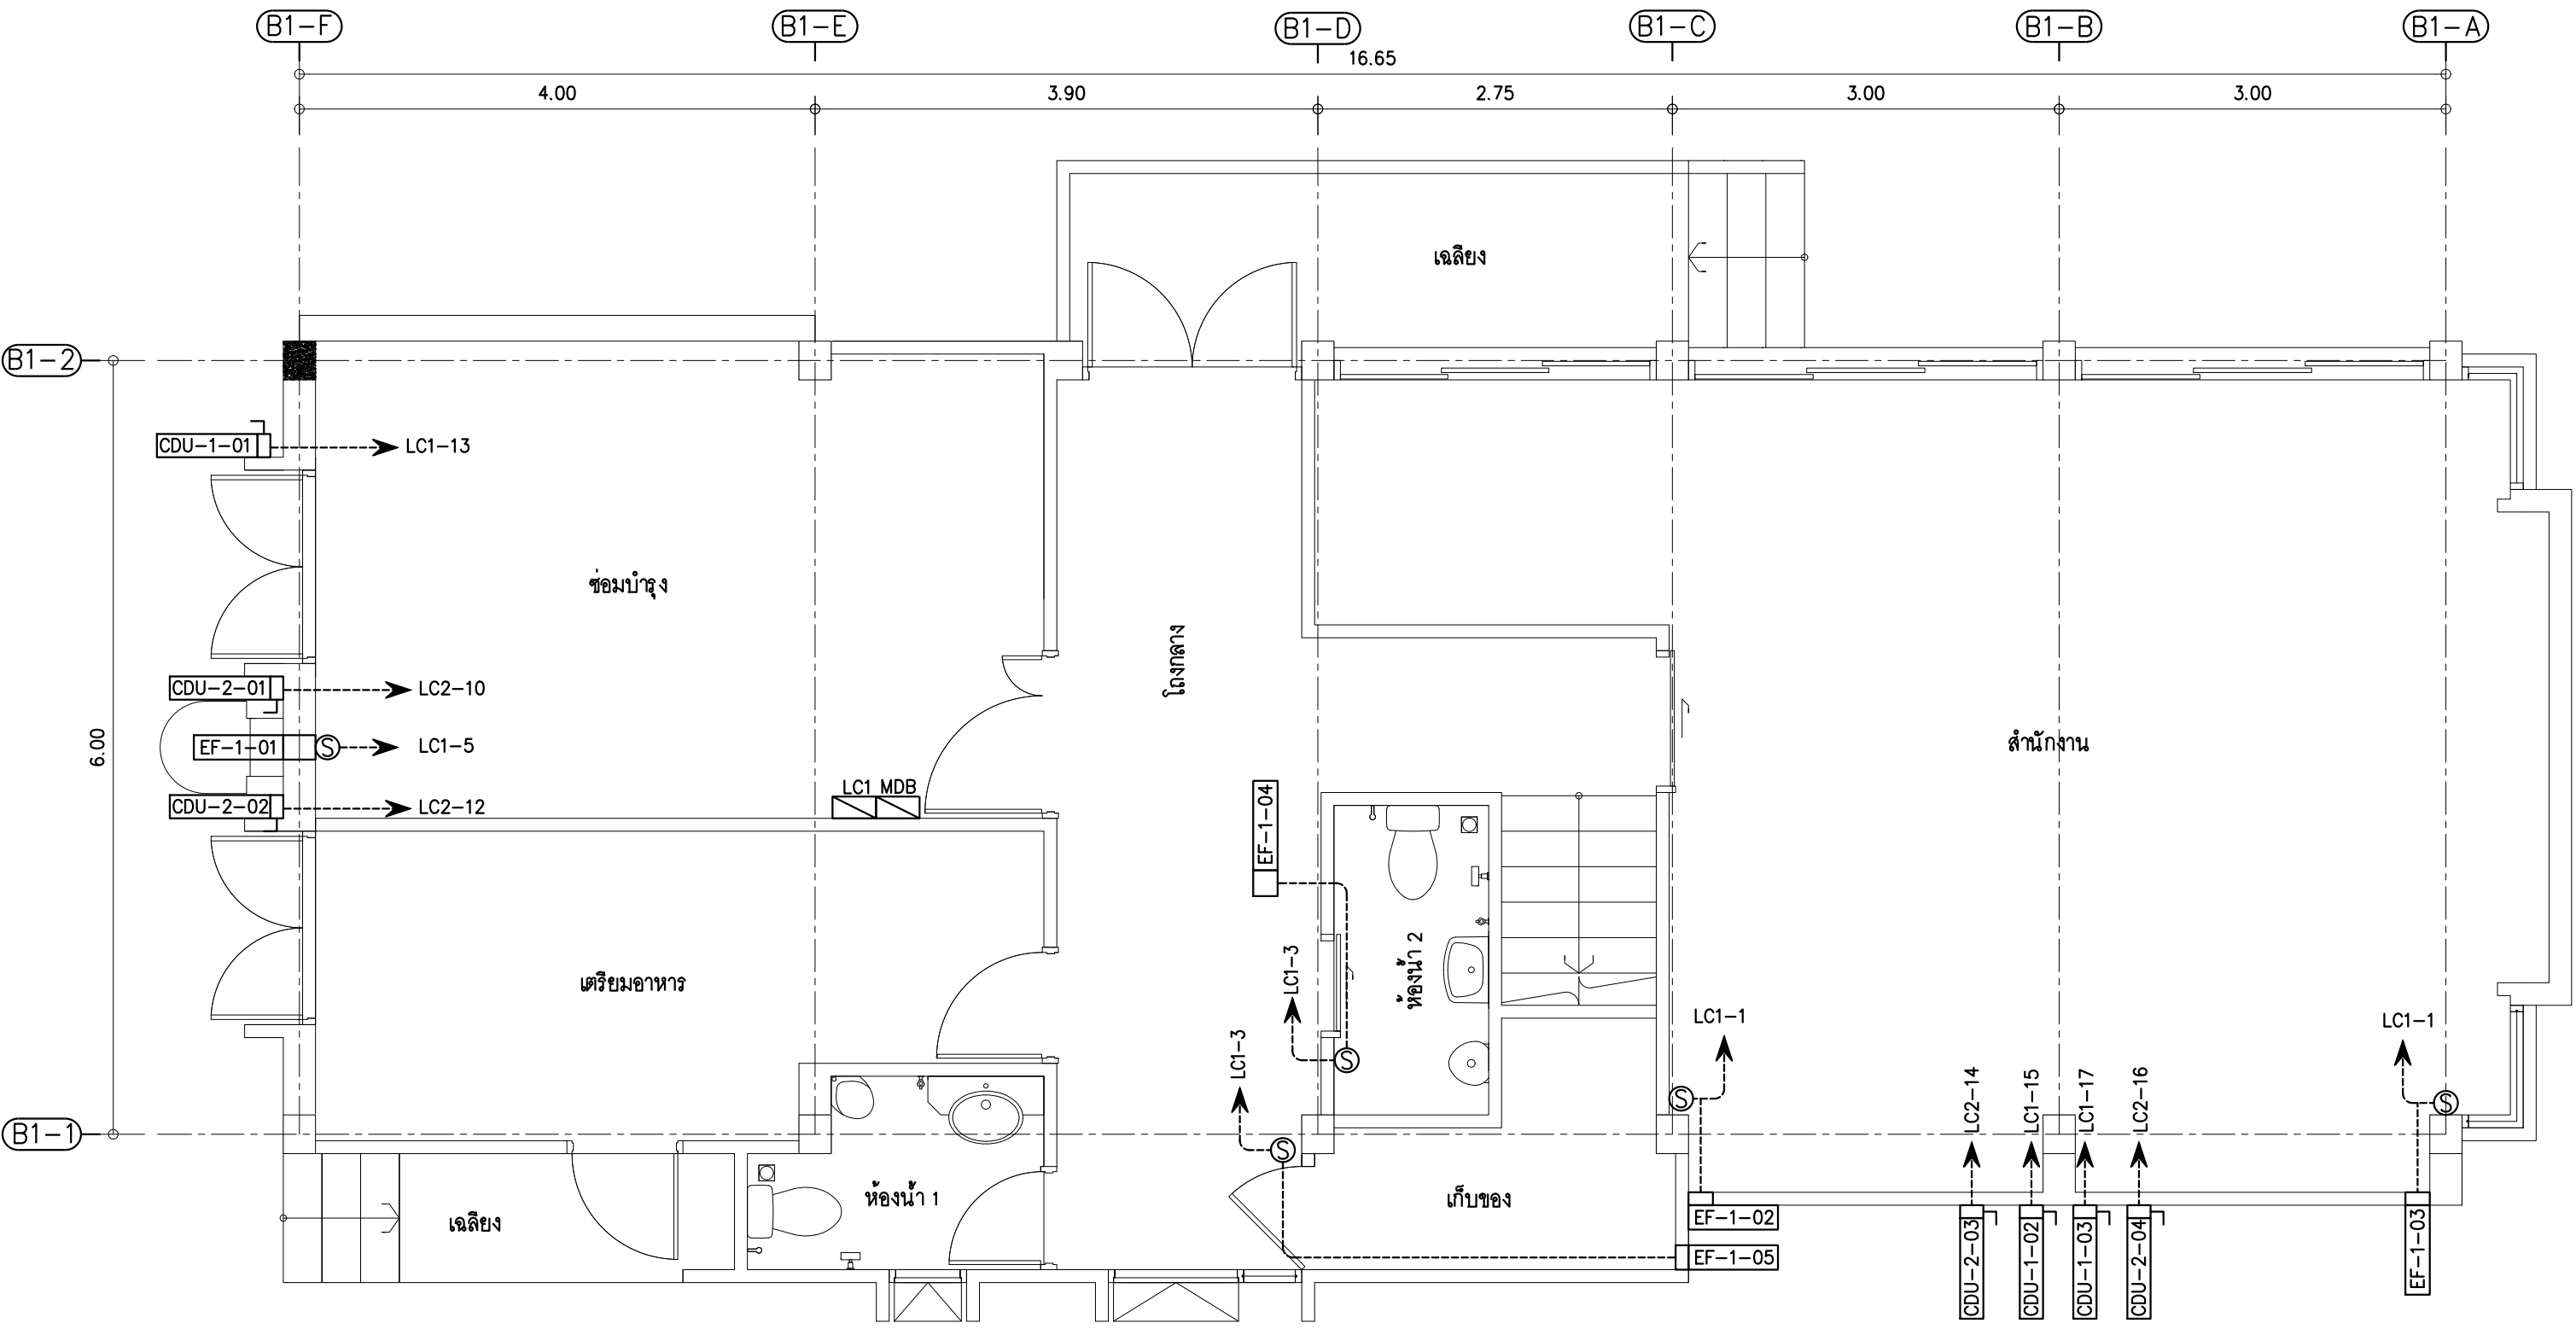 B1-F
B1-E
B1-D
B1-C
B1-B
B1-A
16.65
4.00
3.90
2.75
3.00
3.00
เฉลียง
B1-2
CDU-1-01
LC1-13
ซ่อมบำรุง
โถงกลาง
CDU-2-01
LC2-10
EF-1-01
S
LC1-5
6.00
สำนักงาน
LC1 MDB
CDU-2-02
LC2-12
EF-1-04
เตรียมอาหาร
LC1-3
ห้องน้ำ 2
LC1-3
S
LC1-1
LC1-1
S
S
LC2-14
LC1-15
LC1-17
LC2-16
B1-1
S
ห้องน้ำ 1
เก็บของ
เฉลียง
EF-1-02
EF-1-05
CDU-2-03
CDU-1-02
CDU-1-03
CDU-2-04
EF-1-03